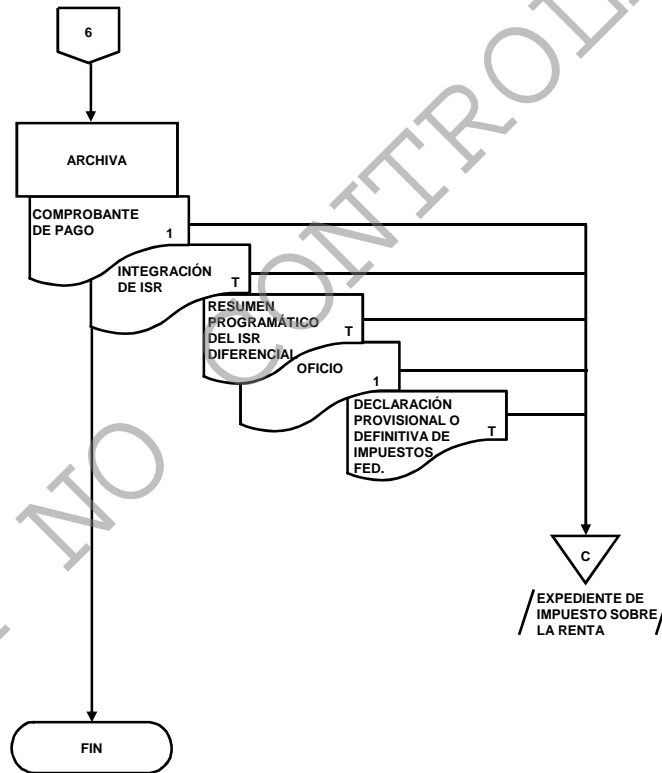 6
ARCHIVA
COMPROBANTE
DE PAGO
1
INTEGRACIÓN
DE ISR
T
RESUMEN
PROGRAMÁTICO
DEL ISR
DIFERENCIAL
T
OFICIO
1
DECLARACIÓN
PROVISIONAL O
DEFINITIVA DE
IMPUESTOS
FED.
T
C
/ EXPEDIENTE DE
IMPUESTO SOBRE /
LA RENTA
FIN
NO CONTROL